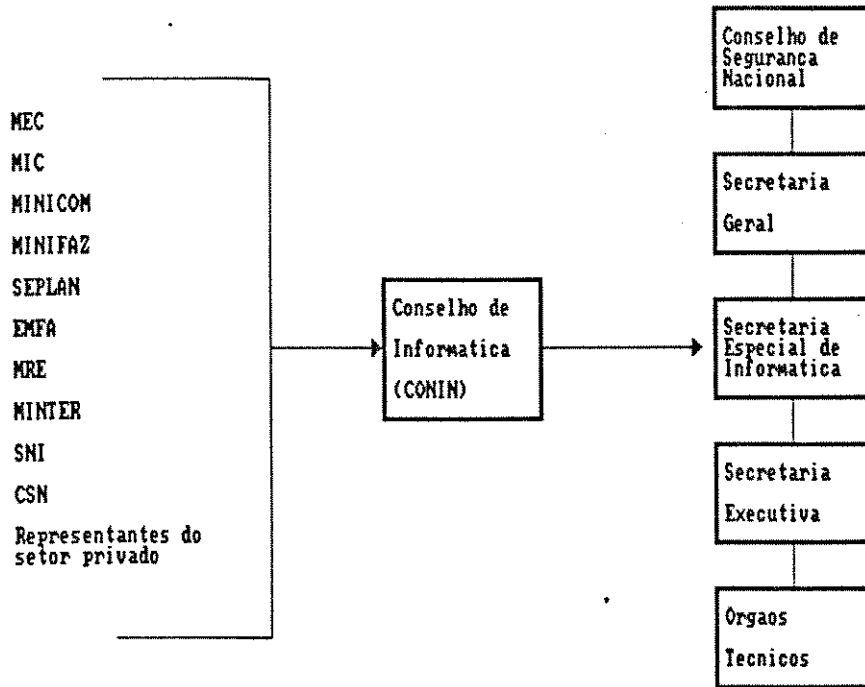 MEC
MIC
MINICOM
MINIFAZ
SEPLAN
EMFA
MRE
MINTER
SNI
CSN
Representantes do
setor privado
Conselho de
Informatica
(CONIN)
Conselho de
Seguranca
Nacional
Secretaria
Geral
Secretaria
Especial de
Informatica
Secretaria
Executiva
Orgaos
Tecnicos